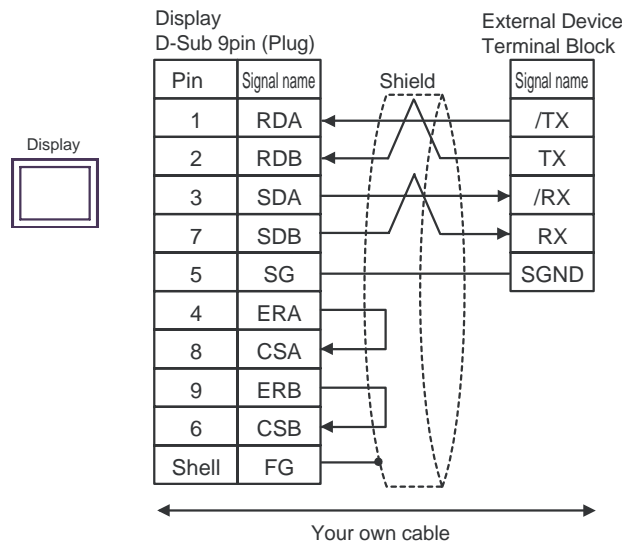 Display
D-Sub 9pin (Plug)
External Device
Terminal Block
Pin Signal name
Shield
Signal name
1 RDA /TX
Display
2 RDB TX
3 SDA /RX
7 SDB RX
5 SG SGND
4 ERA
8 CSA
9 ERB
6 CSB
Shell FG
Your own cable